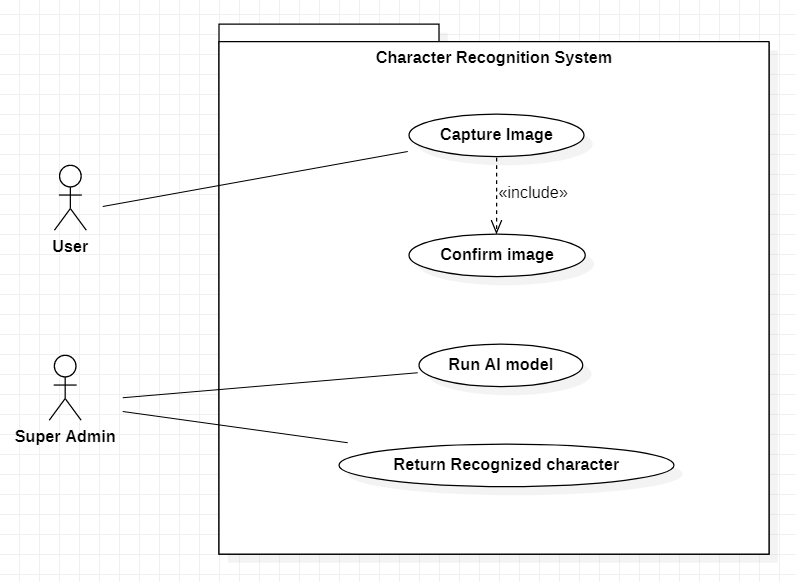 Character Recognition System
Capture Image
«include»
User
Confirm image
Run AI model
Super Admin
Return Recognized character